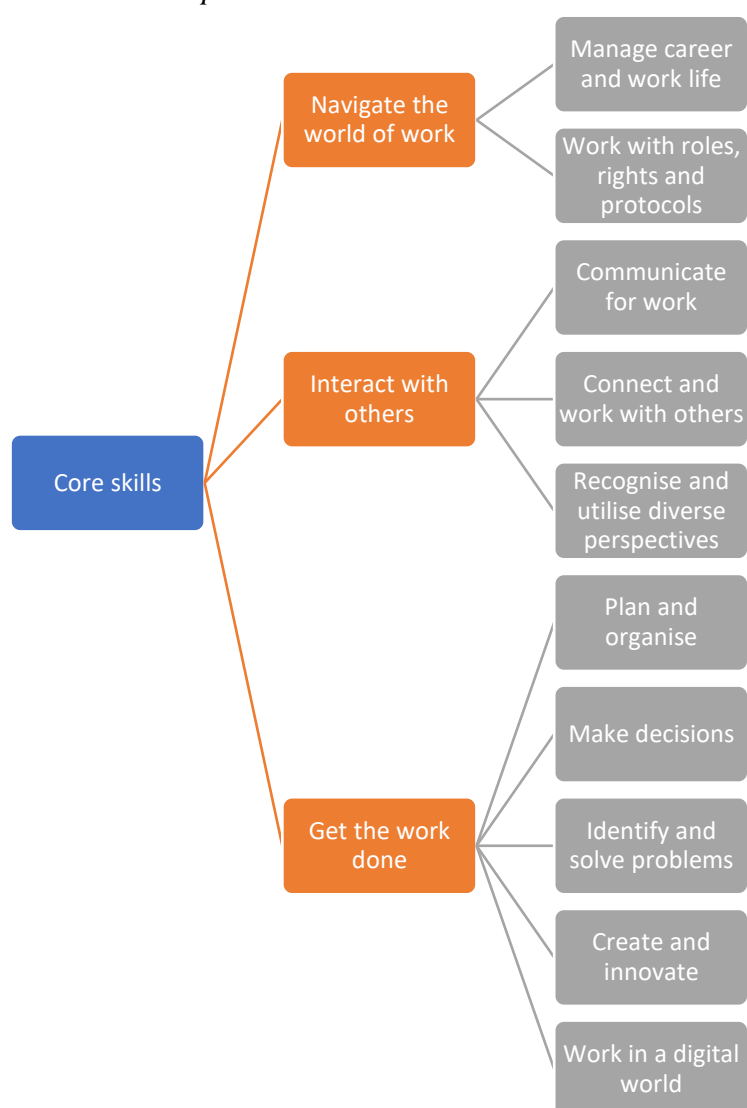 Core skills
Navigate the
world of work
Manage career
and work life
Work with roles,
rights and
protocols
Interact with
others
Communicate
for work
Connect and
work with others
Recognise and
utilise diverse
perspectives
Get the work
done
Plan and
organise
Make decisions
Identify and
solve problems
Create and
innovate
Work in a digital
world